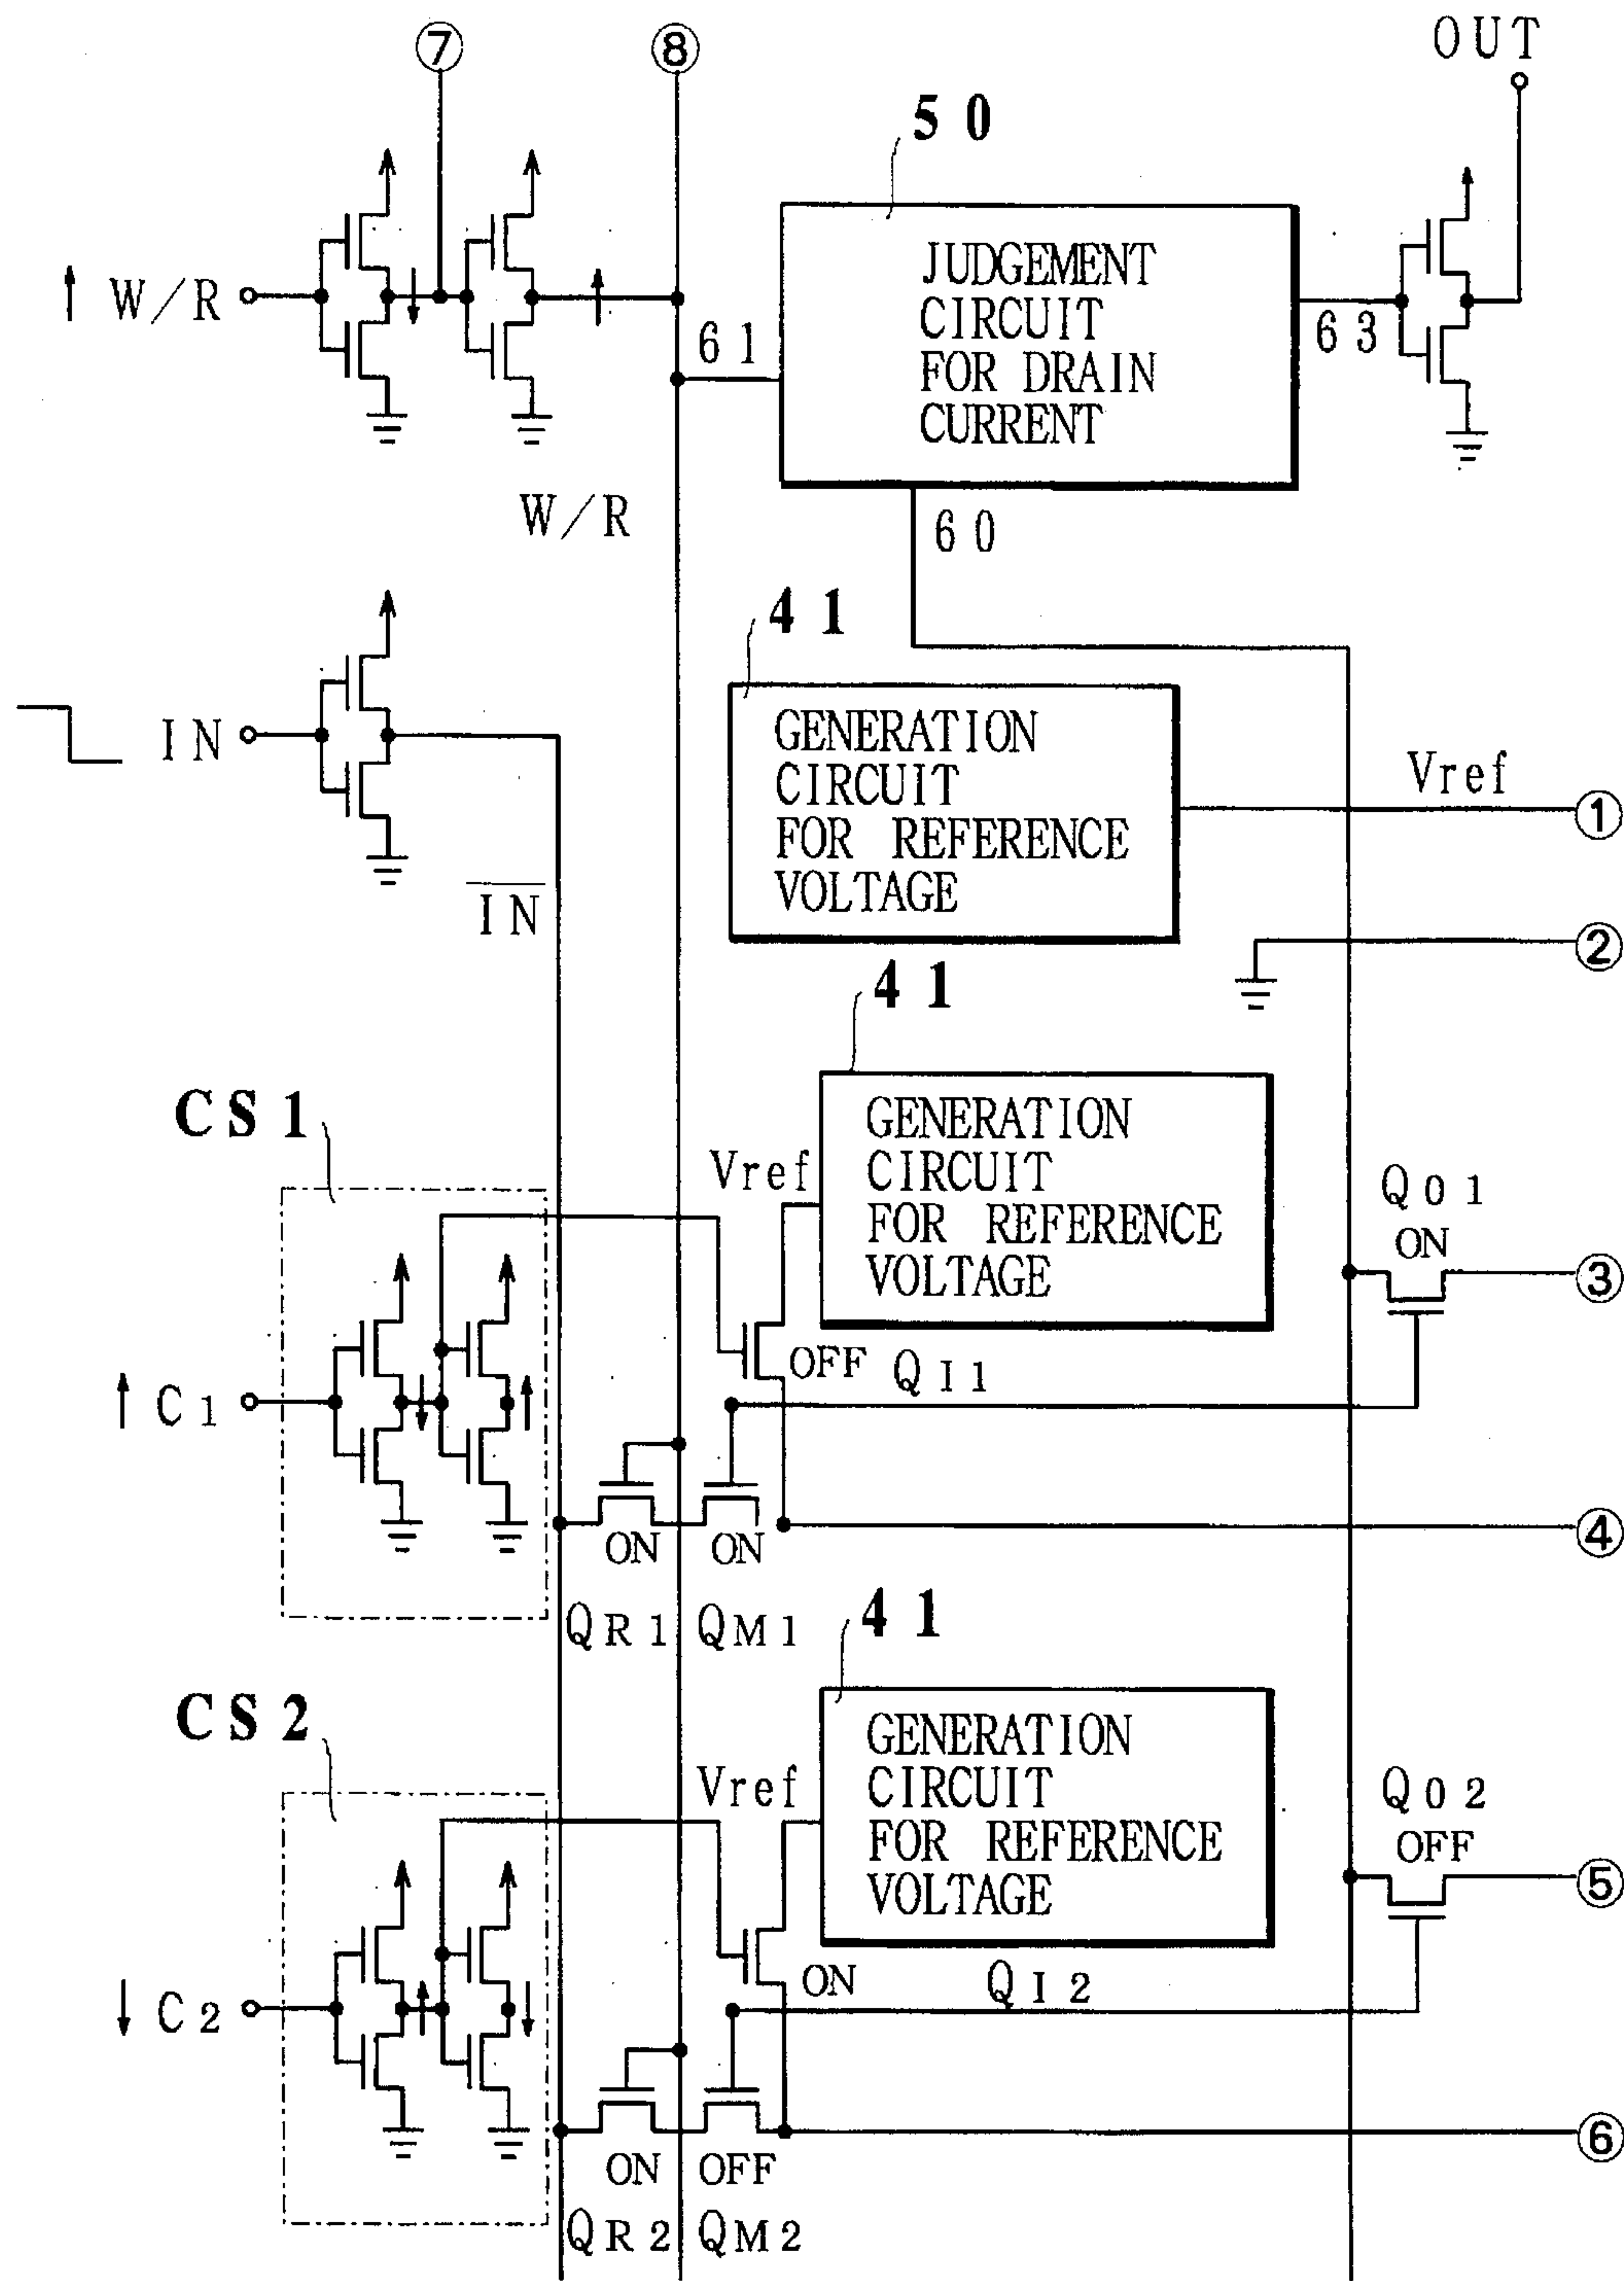 ⑦
⑧
OUT
50
W/R
JUDGEMENT
CIRCUIT
FOR DRAIN
CURRENT
61
63
W/R
60
41
IN
GENERATION
CIRCUIT
FOR REFERENCE
VOLTAGE
Vref
①
IN
②
41
CS1
GENERATION
CIRCUIT
FOR REFERENCE
VOLTAGE
Vref
Q01
ON
③
OFF
QI1
C1
ON
ON
④
QR1
QM1
41
CS2
GENERATION
CIRCUIT
FOR REFERENCE
VOLTAGE
Vref
Q02
OFF
⑤
ON
QI2
C2
ON
OFF
⑥
QR2
QM2